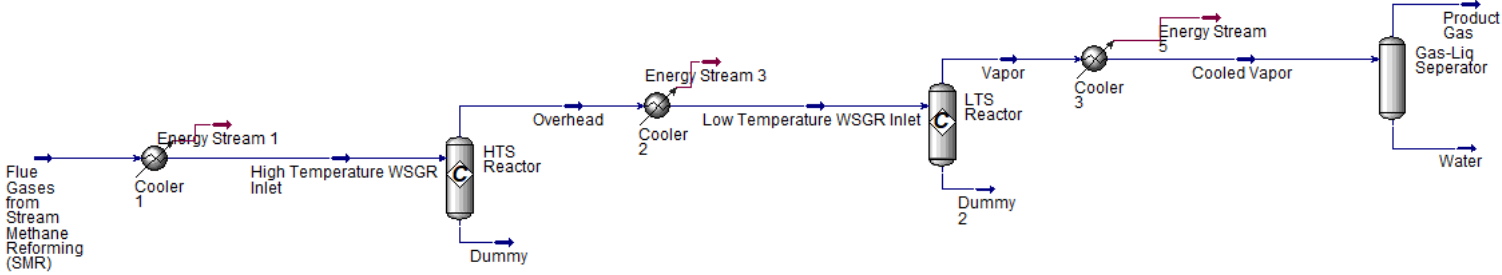 Flue
Gases
from
Stream
Methane
Reforming
(SMR)
Energy Stream 1
Cooler
1
High Temperature WSGR
Inlet
HTS
Reactor
C
Dummy
Overhead
Energy Stream 3
Cooler
2
Low Temperature WSGR Inlet
LTS
Reactor
C
Dummy
2
Vapor
Energy Stream
5
Cooler
3
Cooled Vapor
Product
Gas
Gas-Liq
Seperator
Water